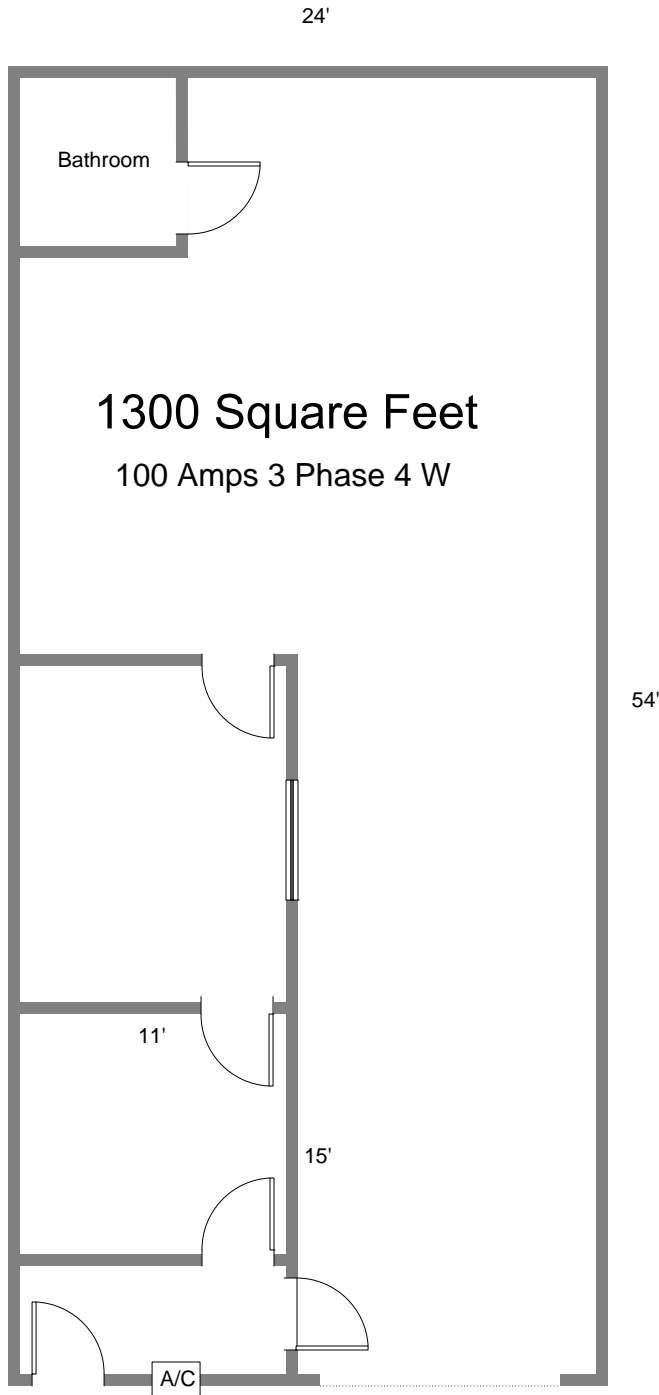 24'
Bathroom
1300 Square Feet
100 Amps 3 Phase 4 W
54'
11'
15'
A/C